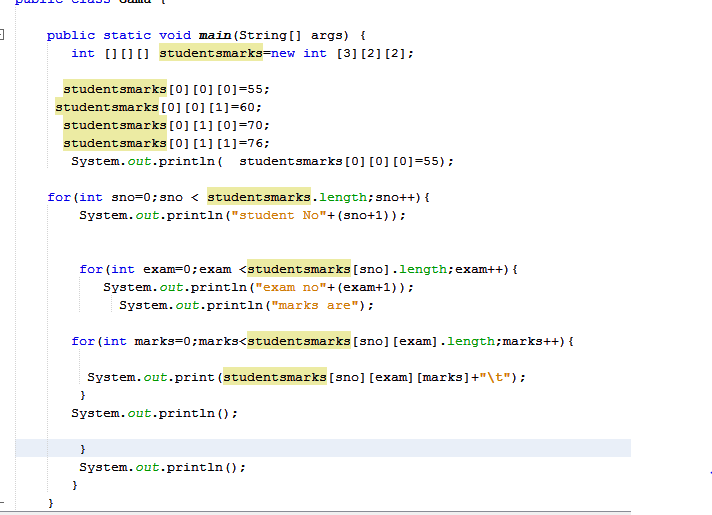 public class Gama {
public static void main(String[] args) {
int [][][] studentsmarks=new int [3][2][2];
studentsmarks[0][0][0]=55;
studentsmarks[0][0][1]=60;
studentsmarks[0][1][0]=70;
studentsmarks[0][1][1]=76;
System.out.println(  studentsmarks[0][0][0]=55);
for(int sno=0;sno < studentsmarks.length;sno++){
System.out.println("student No"+(sno+1));
for(int exam=0;exam <studentsmarks[sno].length;exam++){
System.out.println("exam no"+(exam+1));
System.out.println("marks are");
for(int marks=0;marks<studentsmarks[sno][exam].length;marks++){
System.out.print(studentsmarks[sno][exam][marks]+"\t");
}
System.out.println();
}
System.out.println();
}
}